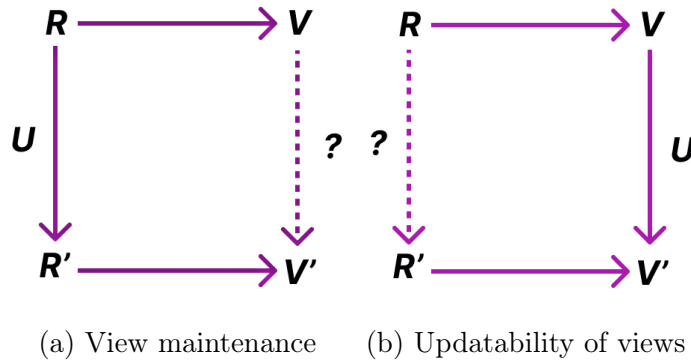 R V R V
U ? ? U
R’ V’ R’ V’
(a) View maintenance (b) Updatability of views